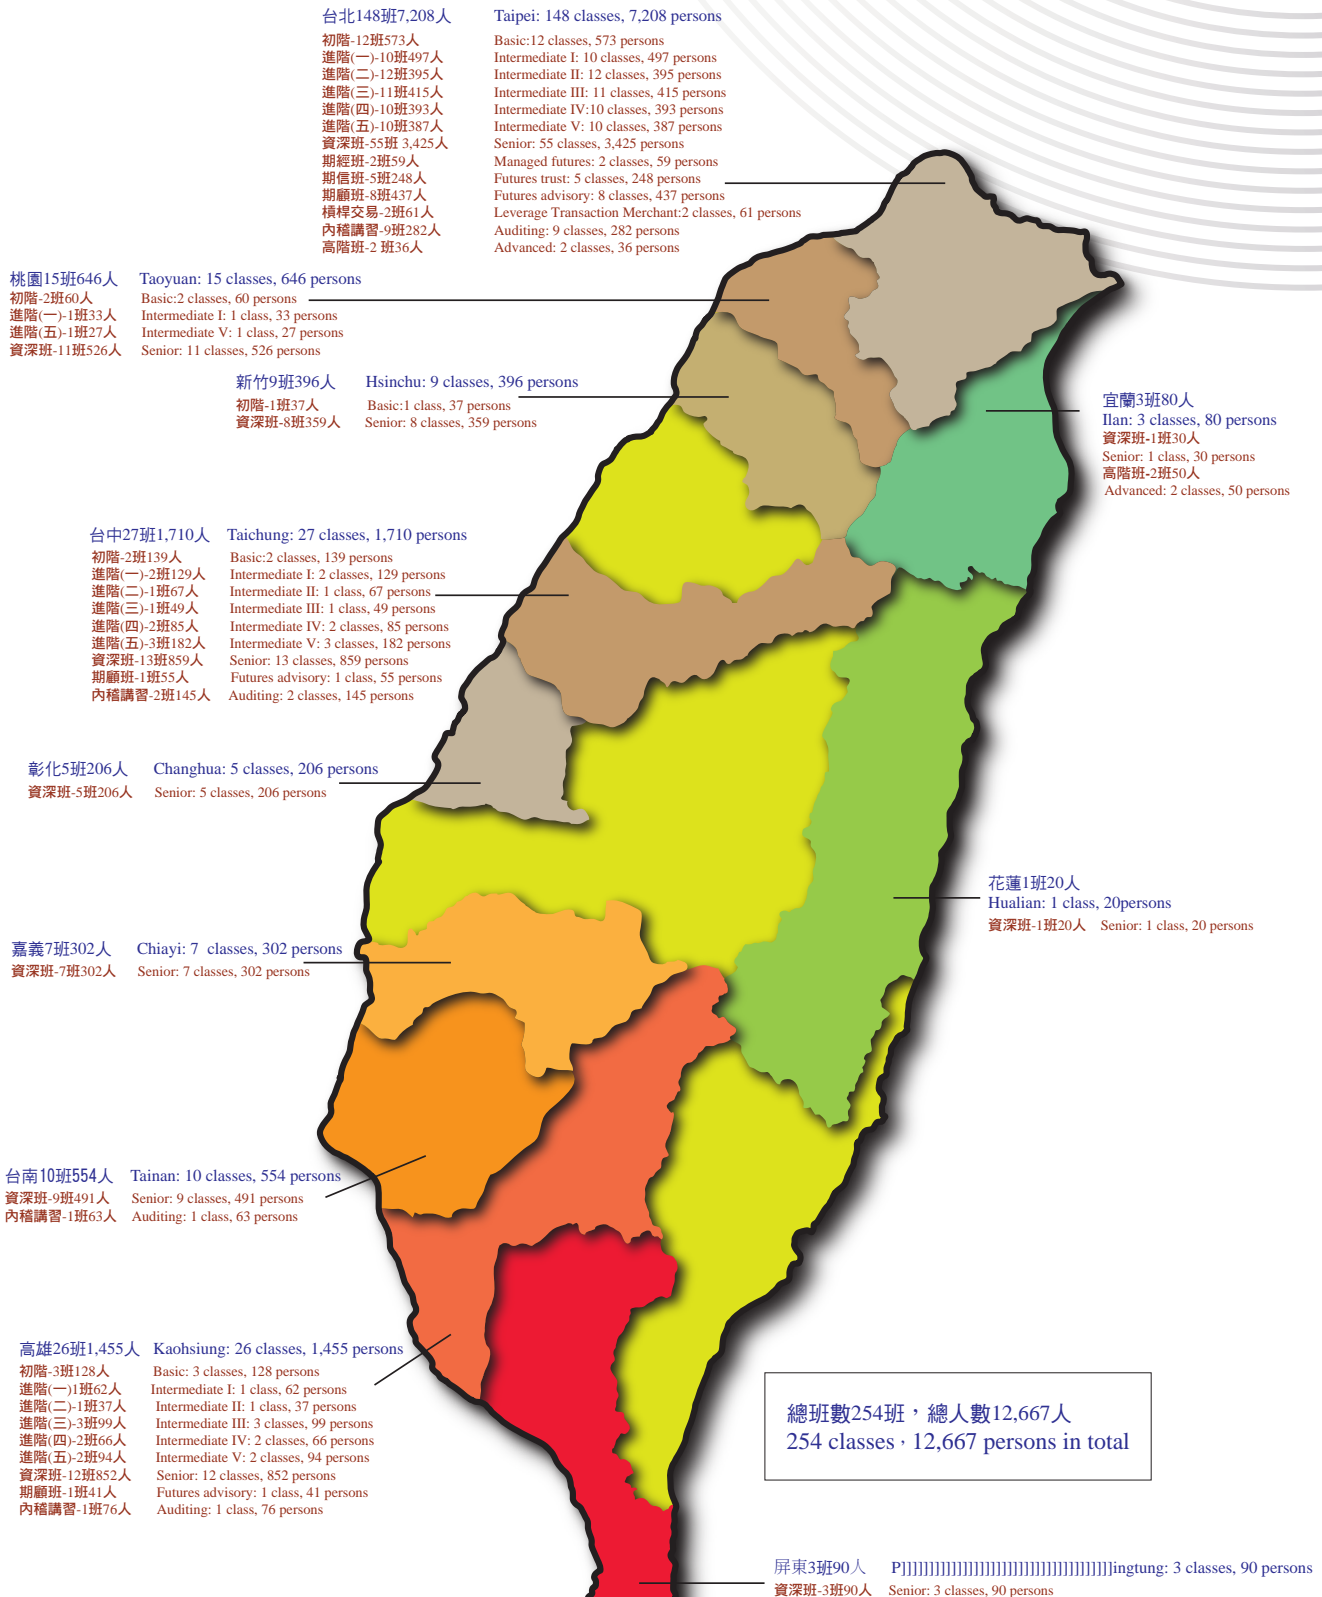 台北148班7,208人 Taipei: 148 classes, 7,208 persons
初階-12班573人 Basic:12 classes, 573 persons
進階(一)-10班497人 Intermediate I: 10 classes, 497 persons
進階(二)-12班395人 Intermediate II: 12 classes, 395 persons
進階(三)-11班415人 Intermediate III: 11 classes, 415 persons
進階(四)-10班393人 Intermediate IV:10 classes, 393 persons
進階(五)-10班387人 Intermediate V: 10 classes, 387 persons
資深班-55班 3,425人 Senior: 55 classes, 3,425 persons
期經班-2班59人 Managed futures: 2 classes, 59 persons
期信班-5班248人 Futures trust: 5 classes, 248 persons
期顧班-8班437人 Futures advisory: 8 classes, 437 persons
槓桿交易-2班61人 Leverage Transaction Merchant:2 classes, 61 persons
內稽講習-9班282人 Auditing: 9 classes, 282 persons
高階班-2 班36人 Advanced: 2 classes, 36 persons
桃園15班646人 Taoyuan: 15 classes, 646 persons
初階-2班60人 Basic:2 classes, 60 persons
進階(一)-1班33人 Intermediate I: 1 class, 33 persons
進階(五)-1班27人 Intermediate V: 1 class, 27 persons
資深班-11班526人 Senior: 11 classes, 526 persons
新竹9班396人 Hsinchu: 9 classes, 396 persons
初階-1班37人 Basic:1 class, 37 persons
資深班-8班359人 Senior: 8 classes, 359 persons
宜蘭3班80人
Ilan: 3 classes, 80 persons
資深班-1班30人
Senior: 1 class, 30 persons
高階班-2班50人
Advanced: 2 classes, 50 persons
台中27班1,710人 Taichung: 27 classes, 1,710 persons
初階-2班139人 Basic:2 classes, 139 persons
進階(一)-2班129人 Intermediate I: 2 classes, 129 persons
進階(二)-1班67人 Intermediate II: 1 class, 67 persons
進階(三)-1班49人 Intermediate III: 1 class, 49 persons
進階(四)-2班85人 Intermediate IV: 2 classes, 85 persons
進階(五)-3班182人 Intermediate V: 3 classes, 182 persons
資深班-13班859人 Senior: 13 classes, 859 persons
期顧班-1班55人 Futures advisory: 1 class, 55 persons
內稽講習-2班145人 Auditing: 2 classes, 145 persons
彰化5班206人 Changhua: 5 classes, 206 persons
資深班-5班206人 Senior: 5 classes, 206 persons
花蓮1班20人
Hualian: 1 class, 20persons
資深班-1班20人 Senior: 1 class, 20 persons
嘉義7班302人 Chiayi: 7 classes, 302 persons
資深班-7班302人 Senior: 7 classes, 302 persons
台南10班554人 Tainan: 10 classes, 554 persons
資深班-9班491人 Senior: 9 classes, 491 persons
內稽講習-1班63人 Auditing: 1 class, 63 persons
高雄26班1,455人 Kaohsiung: 26 classes, 1,455 persons
初階-3班128人 Basic: 3 classes, 128 persons
進階(一)1班62人 Intermediate I: 1 class, 62 persons
進階(二)-1班37人 Intermediate II: 1 class, 37 persons
進階(三)-3班99人 Intermediate III: 3 classes, 99 persons
進階(四)-2班66人 Intermediate IV: 2 classes, 66 persons
進階(五)-2班94人 Intermediate V: 2 classes, 94 persons
資深班-12班852人 Senior: 12 classes, 852 persons
期顧班-1班41人 Futures advisory: 1 class, 41 persons
內稽講習-1班76人 Auditing: 1 class, 76 persons
總班數254班，總人數12,667人
254 classes，12,667 persons in total
屏東3班90人 P]]]]]]]]]]]]]]]]]]]]]]]]]]]]]]]]]]]]]]ingtung: 3 classes, 90 persons
資深班-3班90人 Senior: 3 classes, 90 persons